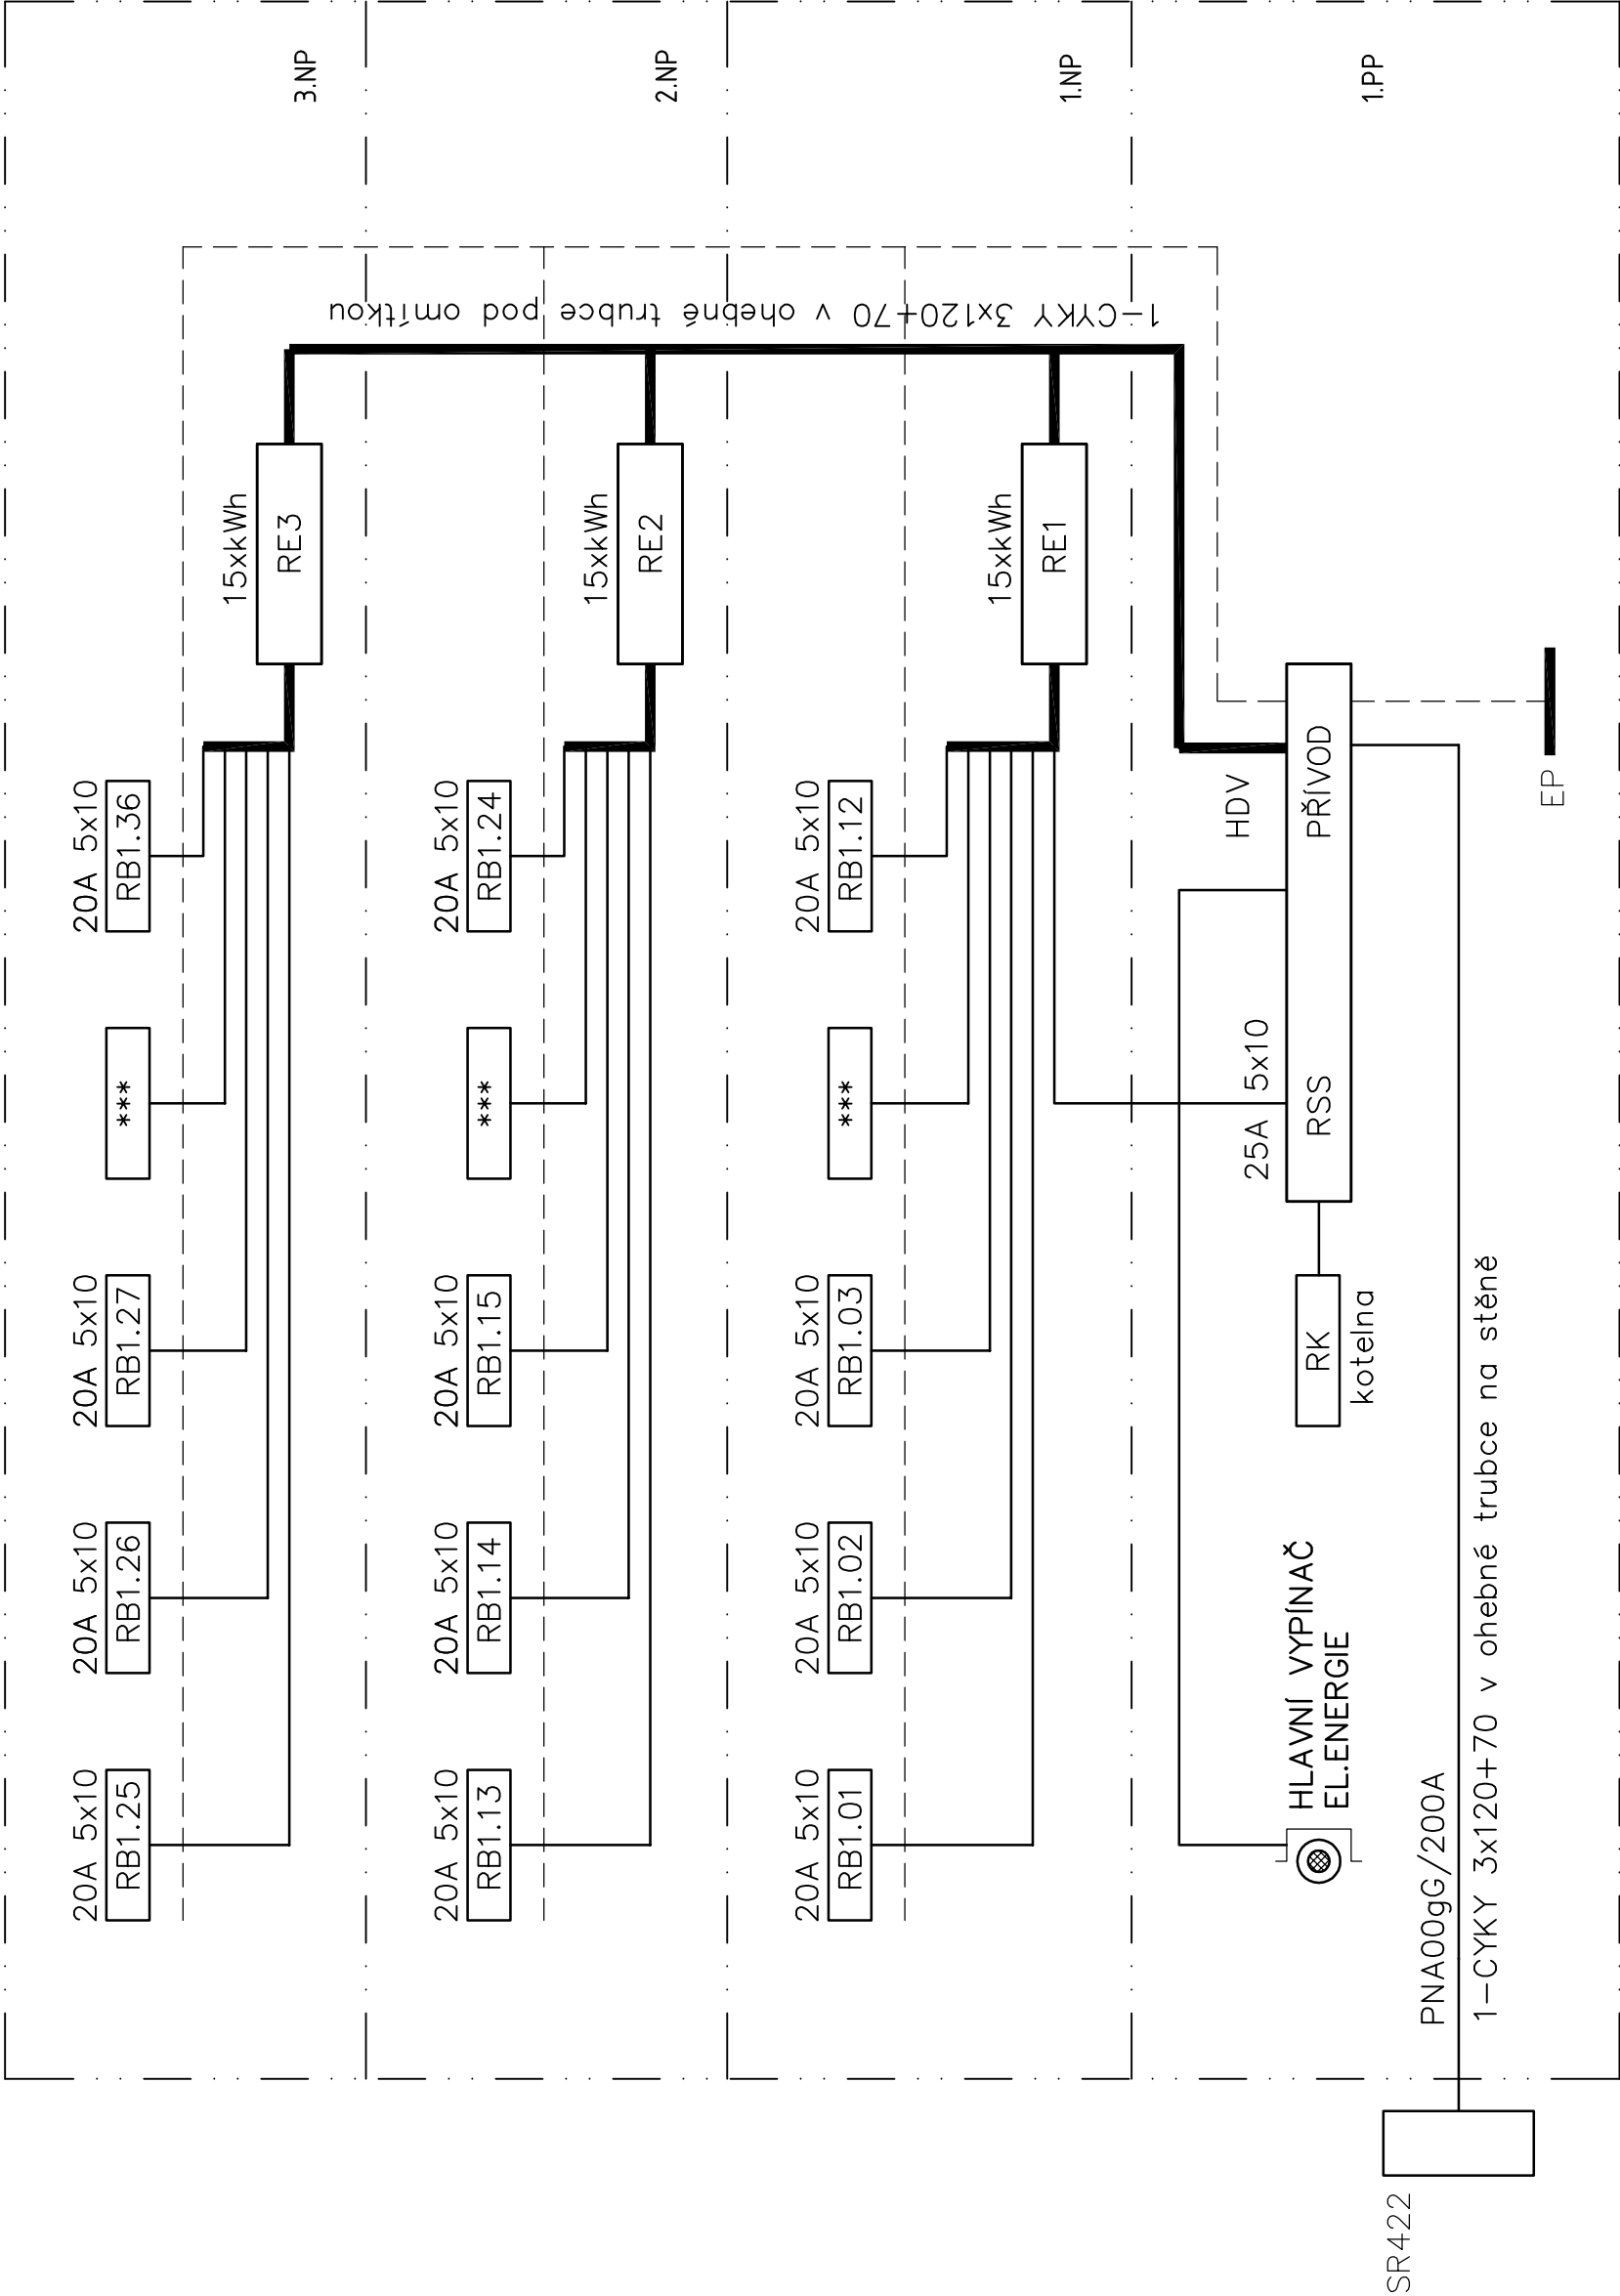 3.NP
15xkWh
RE3
20A 5x10
RB1.25
20A 5x10
RB1.26
20A 5x10
RB1.27
***
20A 5x10
RB1.36
2.NP
15xkWh
RE2
20A 5x10
RB1.13
20A 5x10
RB1.14
20A 5x10
RB1.15
***
20A 5x10
RB1.24
1.NP
15xkWh
RE1
20A 5x10
RB1.01
20A 5x10
RB1.02
20A 5x10
RB1.03
***
20A 5x10
RB1.12
1-CYKY 3x120+70 v ohebné trubce pod omítkou
1.PP
HDV
25A 5x10
RSS
PŘÍVOD
RK
kotelna
HLAVNÍ VYPÍNAČ
EL.ENERGIE
EP
PNA00gG/200A
1-CYKY 3x120+70 v ohebné trubce na stěně
SR422